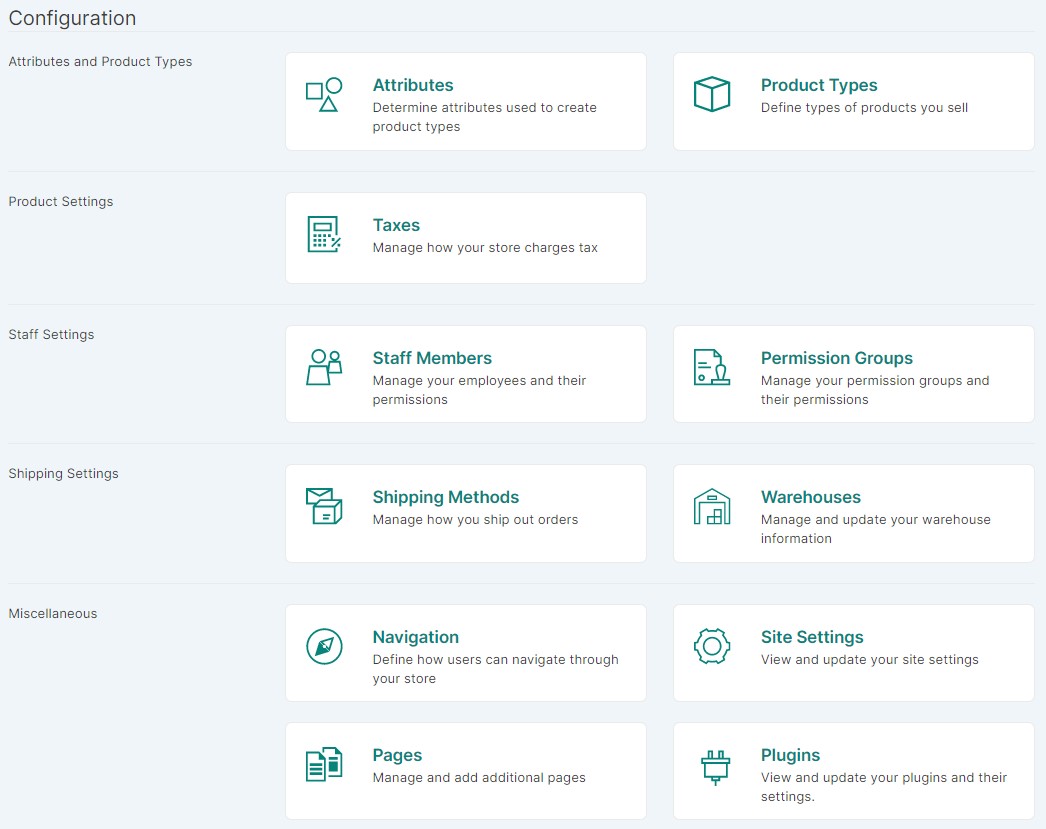 Configuration
Attributes and Product Types
Attributes
Determine attributes used to create
product types
Product Types
Define types of products you sell
Product Settings
Taxes
Manage how your store charges tax
Staff Settings
Staff Members
Manage your employees and their
permissions
Permission Groups
Manage your permission groups and
their permissions
Shipping Settings
Shipping Methods
Manage how you ship out orders
Warehouses
Manage and update your warehouse
information
Miscellaneous
Navigation
Define how users can navigate through
your store
Site Settings
View and update your site settings
Pages
Manage and add additional pages
Plugins
View and update your plugins and their
settings.